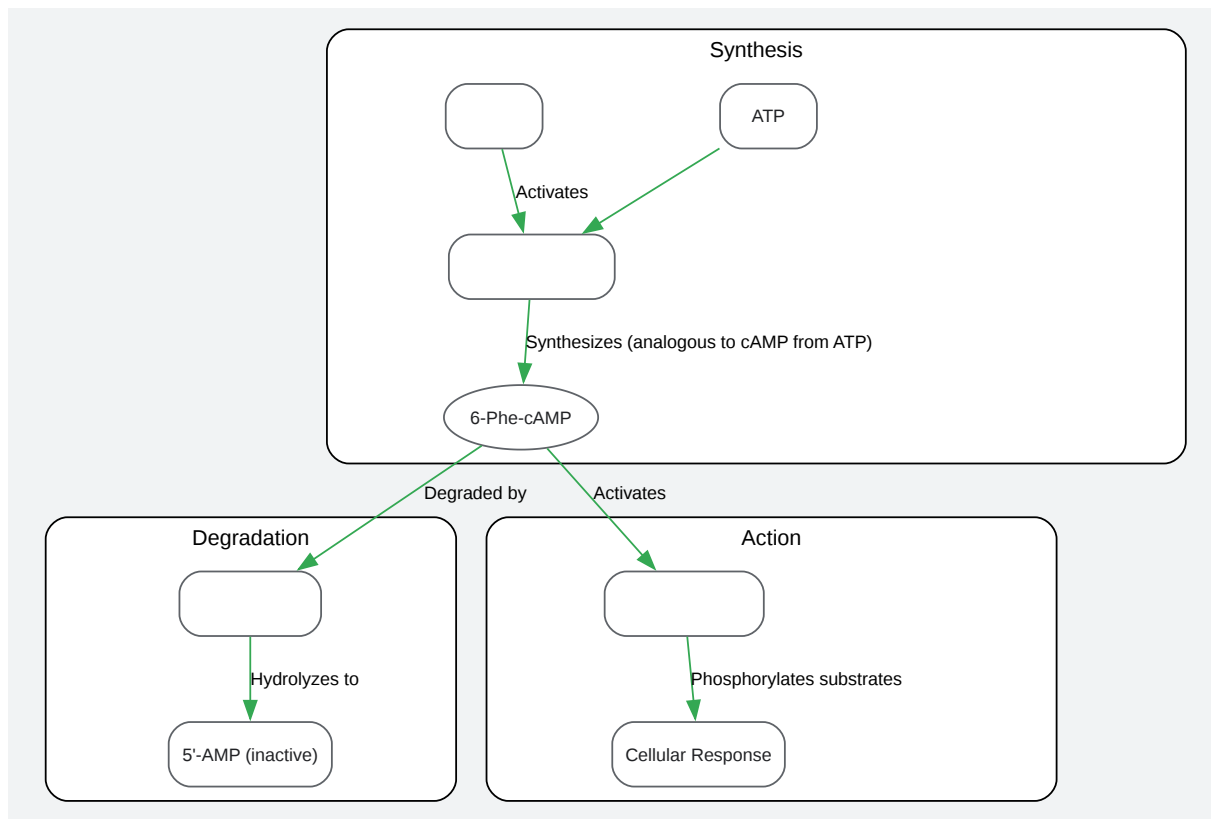 Synthesis
ATP
Activates
Synthesizes (analogous to cAMP from ATP)
6-Phe-cAMP
Degraded by
Activates
Degradation
Action
Hydrolyzes to
Phosphorylates substrates
5'-AMP (inactive)
Cellular Response